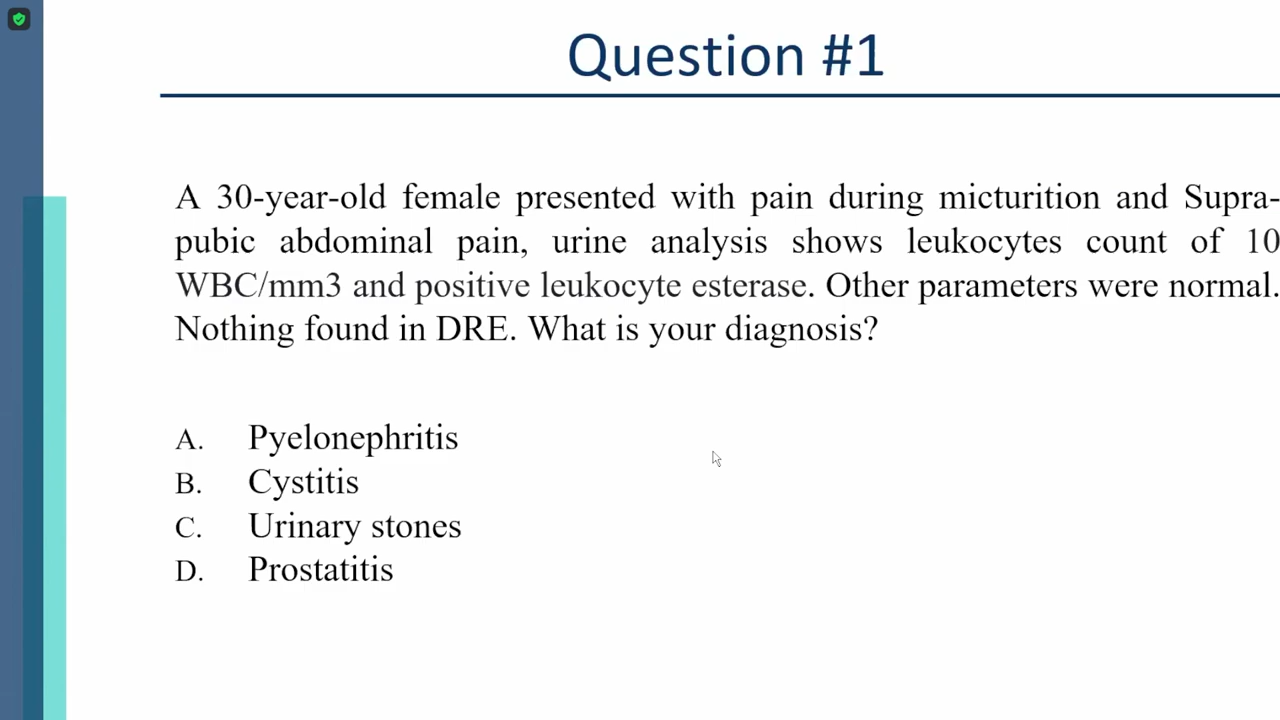 Question #1
A 30-year-old female presented with pain during micturition and Supra-
pubic abdominal pain, urine analysis shows leukocytes count of 10
WBC/mm3 and positive leukocyte esterase. Other parameters were normal.
Nothing found in DRE. What is your diagnosis?
A. Pyelonephritis
B. Cystitis
C. Urinary stones
D. Prostatitis